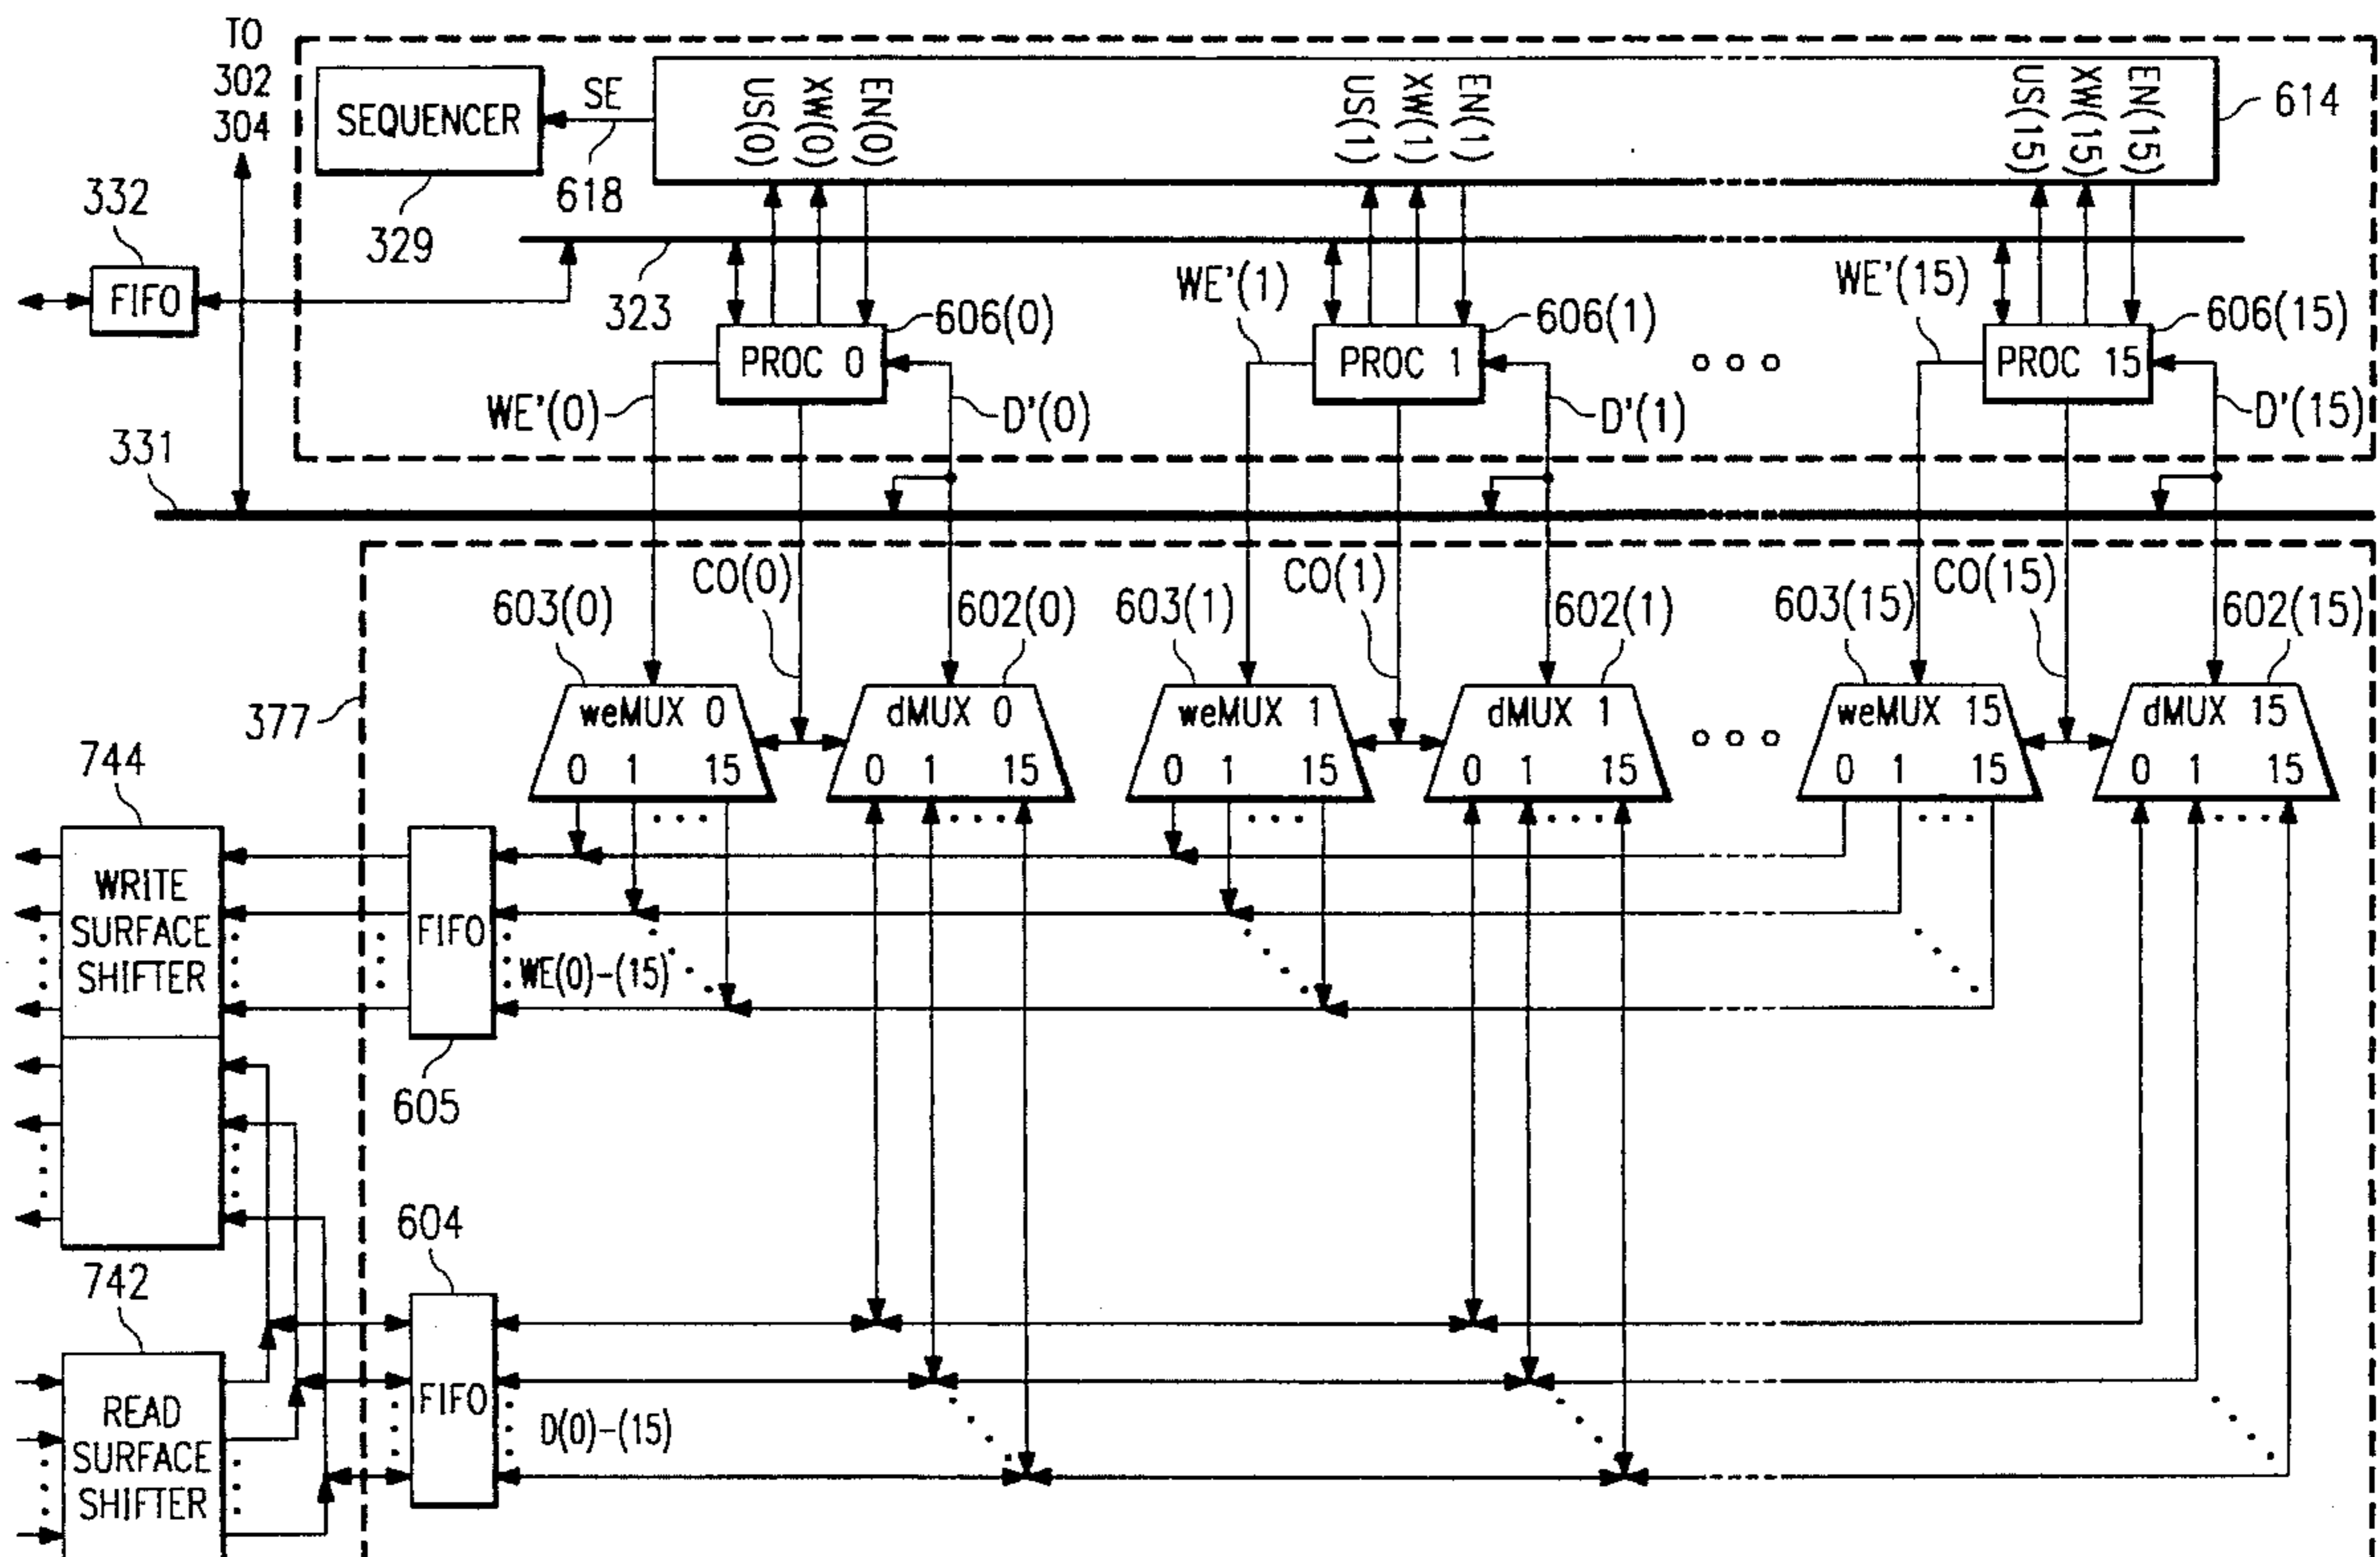 TO
302
304
SEQUENCER
SE
618
329
US(0)
XW(0)
EN(0)
US(1)
XW(1)
EN(1)
US(15)
XW(15)
EN(15)
614
332
FIFO
323
WE'(0)
PROC 0
606(0)
D'(0)
WE'(1)
PROC 1
606(1)
D'(1)
WE'(15)
PROC 15
606(15)
D'(15)
331
377
603(0)
CO(0)
602(0)
603(1)
CO(1)
602(1)
603(15)
CO(15)
602(15)
weMUX 0
0 1 15
dMUX 0
0 1 15
weMUX 1
0 1 15
dMUX 1
0 1 15
weMUX 15
0 1 15
dMUX 15
0 1 15
744
WRITE
SURFACE
SHIFTER
FIFO
WE(0)-(15)
605
604
FIFO
D(0)-(15)
742
READ
SURFACE
SHIFTER